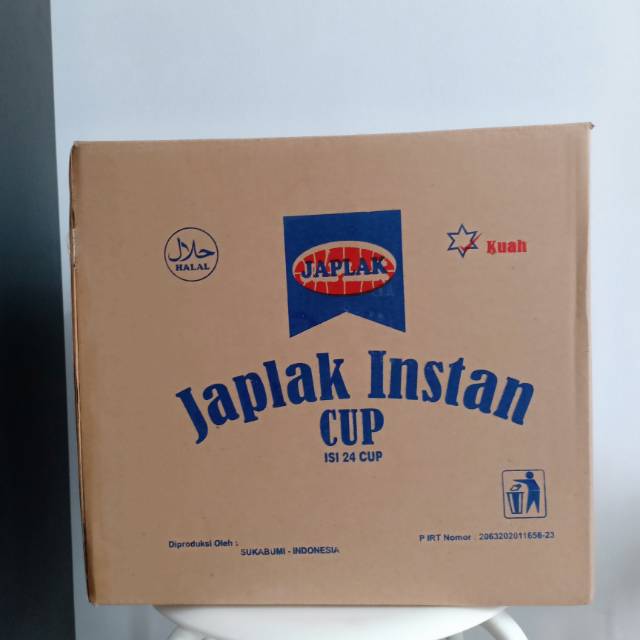 حلال
HALAL
JAPLAK
Kuah
Japlak Instan
CUP
ISI 24 CUP
Diproduksi Oleh :
SUKABUMI - INDONESIA
P IRT Nomor : 2063202011656-23